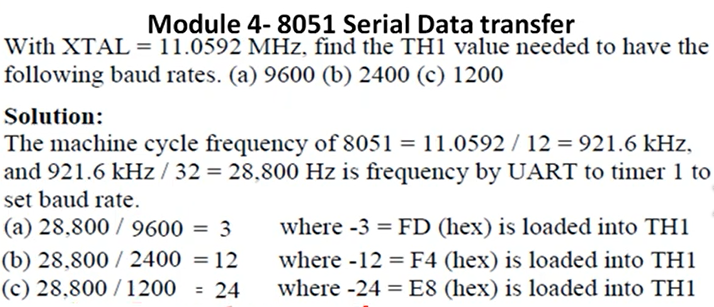 Module 4- 8051 Serial Data transfer
With XTAL = 11.0592 MHz, find the TH1 value needed to have the
following baud rates. (a) 9600 (b) 2400 (c) 1200
Solution:
The machine cycle frequency of 8051 = 11.0592 / 12 = 921.6 kHz,
and 921.6 kHz / 32 = 28,800 Hz is frequency by UART to timer 1 to
set baud rate.
(a) 28,800 / 9600 = 3 where -3 = FD (hex) is loaded into TH1
(b) 28,800 / 2400 = 12 where -12 = F4 (hex) is loaded into TH1
(c) 28,800 / 1200 = 24 where -24 = E8 (hex) is loaded into TH1